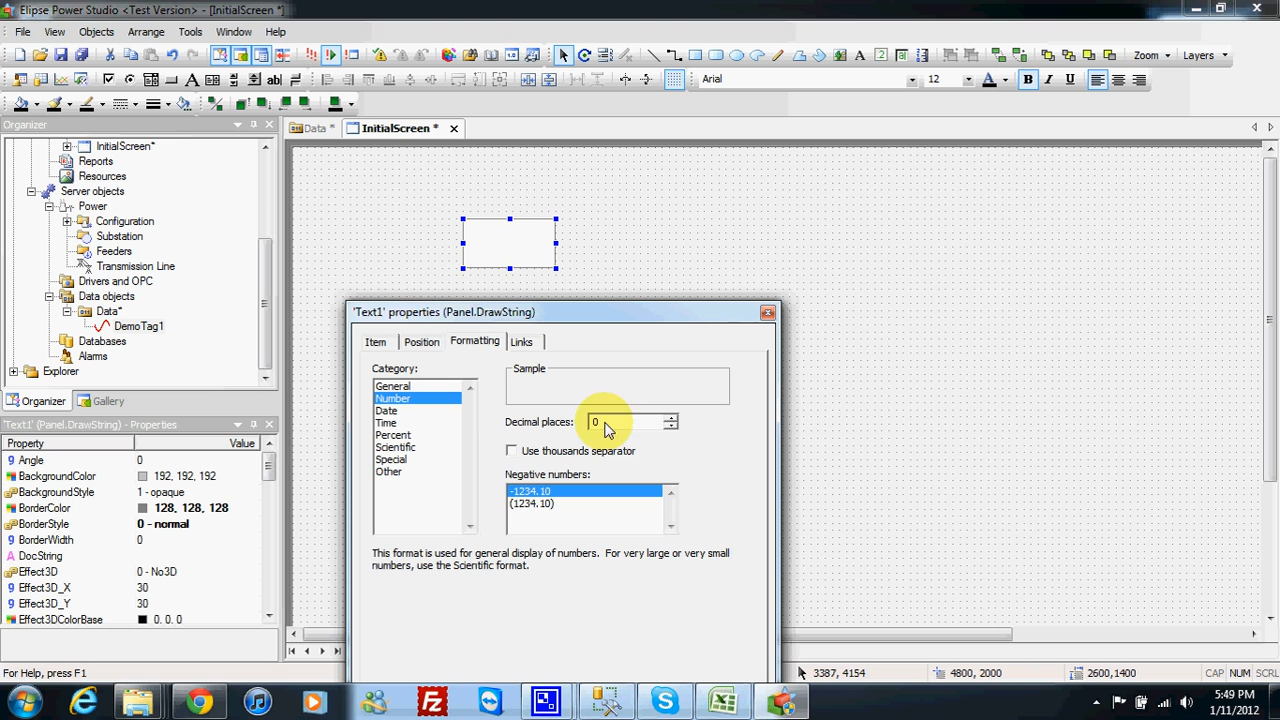 Elipse Power Studio <Test Version> - [InitialScreen *]
File View Objects Arrange Tools Window Help
Zoom Layers
Arial 12 B I U
Organizer
Data * InitialScreen *
InitialScreen*
Reports
Resources
Server objects
Power
Configuration
Substation
Feeders
Transmission Line
Drivers and OPC
Data objects
Data*
DemoTag1
Databases
Alarms
Explorer
Organizer Gallery
'Text1' (Panel.DrawString) - Properties
Property Value
Angle 0
BackgroundColor 192, 192, 192
BackgroundStyle 1 - opaque
BorderColor 128, 128, 128
BorderStyle 0 - normal
BorderWidth 0
DocString
Effect3D 0 - No3D
Effect3D_X 30
Effect3D_Y 30
Effect3DColorBase 0, 0, 0
'Text1' properties (Panel.DrawString)
Item Position Formatting Links
Category:
General
Number
Date
Time
Percent
Scientific
Special
Other
Sample
Decimal places: 0
Use thousands separator
Negative numbers:
-1234.10
(1234.10)
This format is used for general display of numbers. For very large or very small
numbers, use the Scientific format.
For Help, press F1
3387, 4154 4800, 2000 2600,1400 CAP NUM SCRL
5:49 PM
1/11/2012